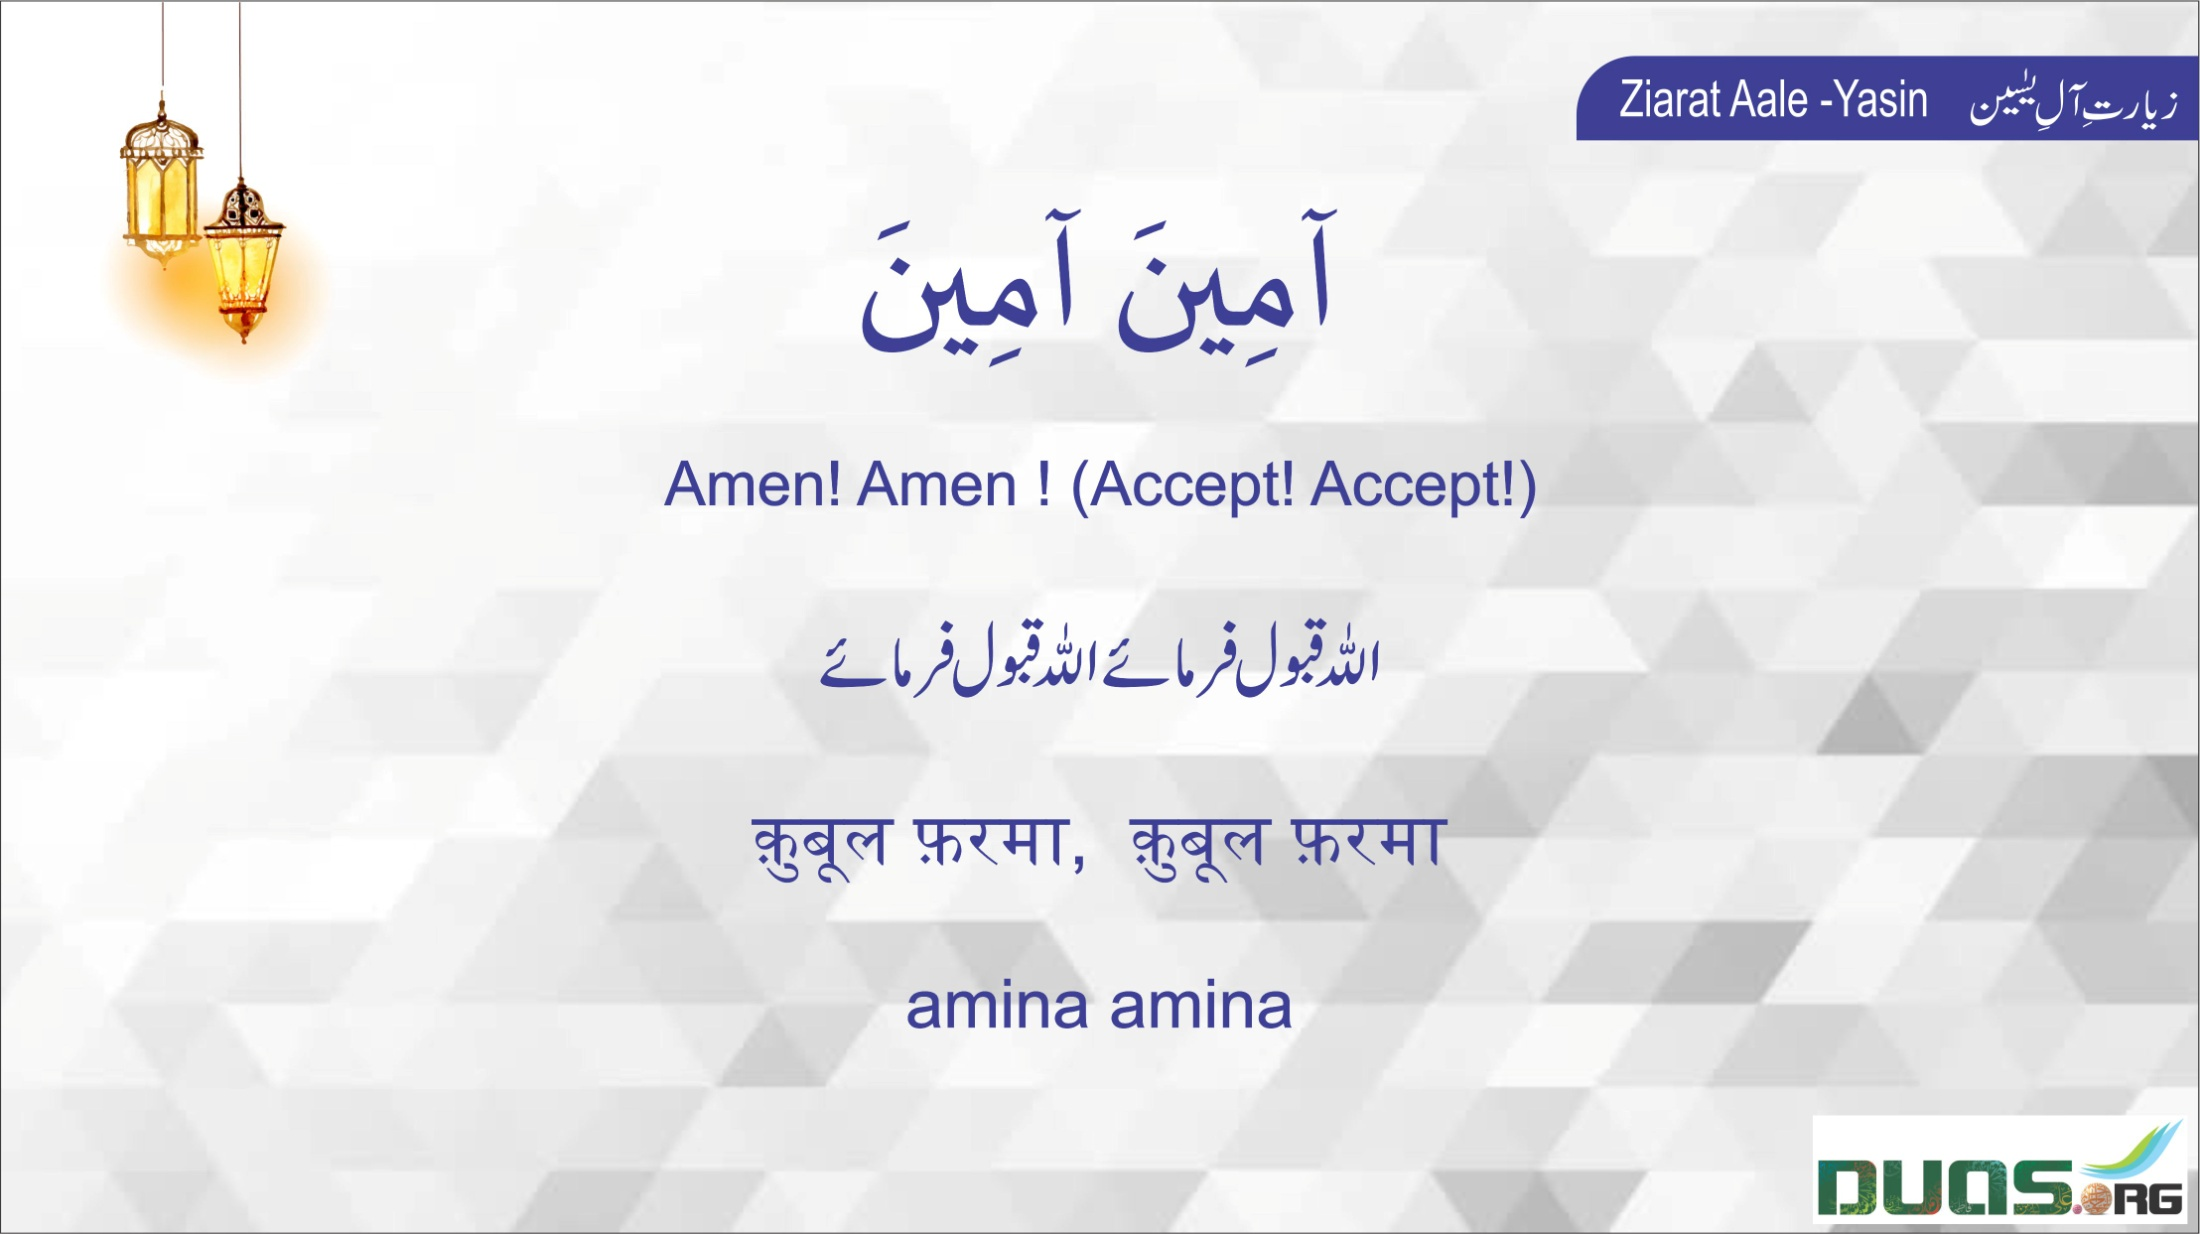 Ziarat Aale -Yasin زیارتِ آلِ یٰسین
آمِينَ آمِينَ
Amen! Amen ! (Accept! Accept!)
اللہ قبول فرمائے اللہ قبول فرمائے
क़ुबूल फ़रमा, क़ुबूल फ़रमा
amina amina
DUAS.ORG